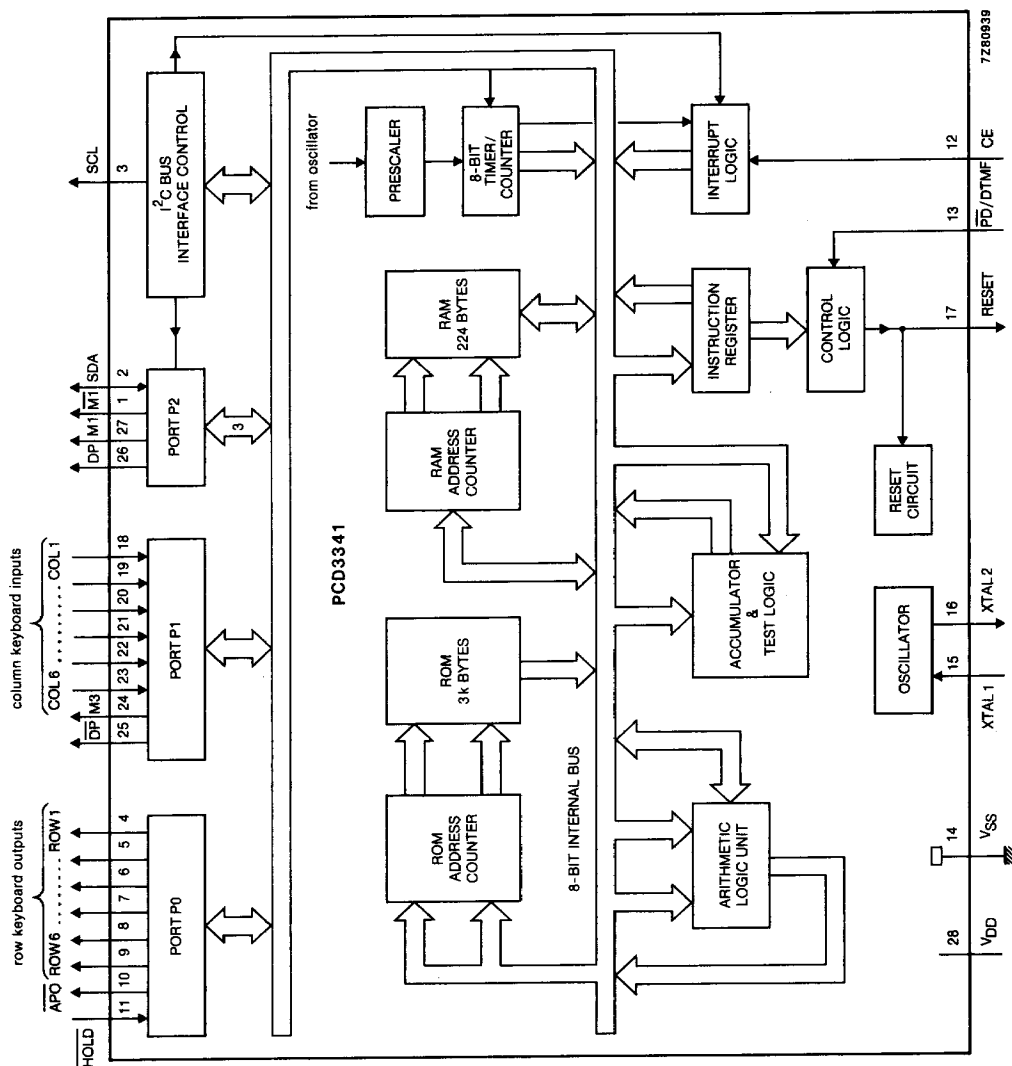 column keyboard inputs
row keyboard outputs
HOLD
APO
ROW 6 . . . . . . . ROW 1
DP
M3
COL 6 . . . . . . . COL 1
DP
M1
M1
SDA
SCL
11
10
9
8
7
6
5
4
25
24
23
22
21
20
19
18
26
27
1
2
3
PORT P0
PORT P1
PORT P2
I²C BUS
INTERFACE CONTROL
3
from oscillator
PRESCALER
8-BIT
TIMER/
COUNTER
PCD3341
ROM
ADDRESS
COUNTER
ROM
3k BYTES
RAM
ADDRESS
COUNTER
RAM
224 BYTES
8-BIT INTERNAL BUS
ARITHMETIC
LOGIC UNIT
ACCUMULATOR
&
TEST LOGIC
INSTRUCTION
REGISTER
INTERRUPT
LOGIC
CONTROL
LOGIC
RESET
CIRCUIT
OSCILLATOR
28
14
15
16
17
13
12
VDD
VSS
XTAL1
XTAL2
RESET
PD/DTMF
CE
7Z80939